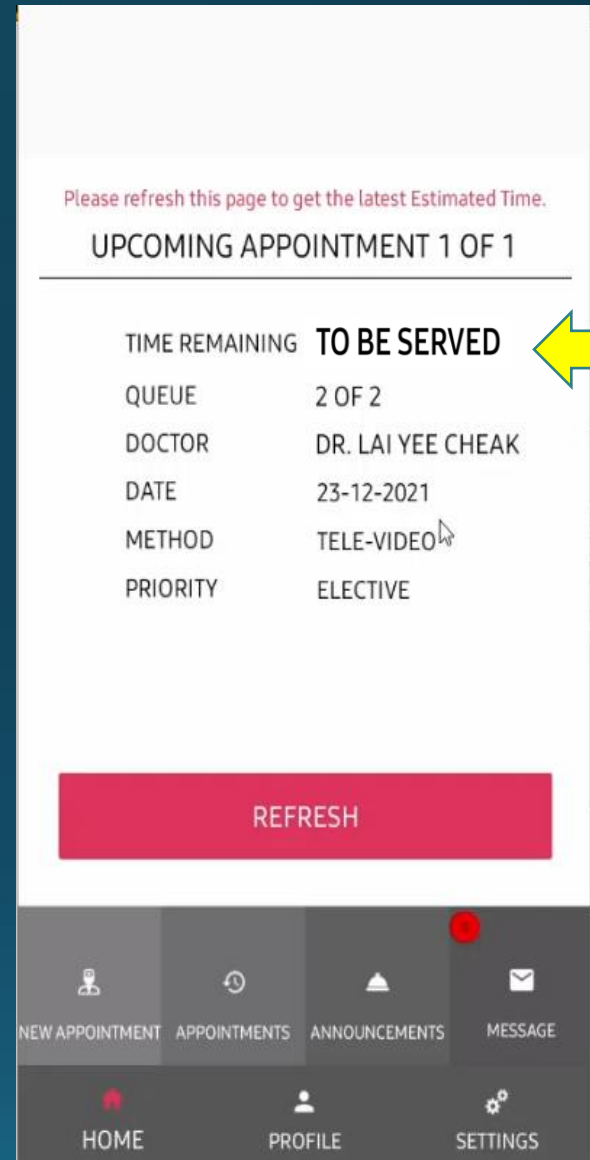 Please refresh this page to get the latest Estimated Time.
UPCOMING APPOINTMENT 1 OF 1
TIME REMAINING TO BE SERVED
QUEUE 2 OF 2
DOCTOR DR. LAI YEE CHEAK
DATE 23-12-2021
METHOD TELE-VIDEO
PRIORITY ELECTIVE
REFRESH
NEW APPOINTMENT APPOINTMENTS ANNOUNCEMENTS MESSAGE
HOME PROFILE SETTINGS